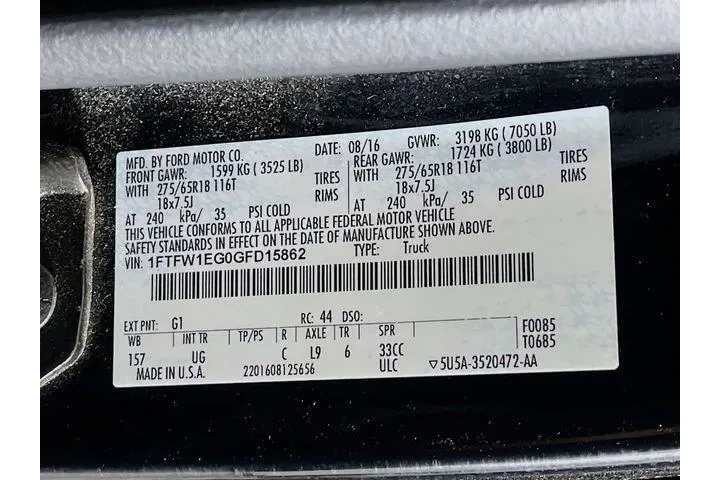 MFD. BY FORD MOTOR CO. DATE: 08/16 GVWR: 3198 KG ( 7050 LB)
FRONT GAWR: 1599 KG ( 3525 LB) REAR GAWR: 1724 KG ( 3800 LB)
WITH 275/65R18 116T TIRES WITH 275/65R18 116T TIRES
18x7.5J RIMS 18x7.5J RIMS
AT 240 kPa/ 35 PSI COLD AT 240 kPa/ 35 PSI COLD
THIS VEHICLE CONFORMS TO ALL APPLICABLE FEDERAL MOTOR VEHICLE
SAFETY STANDARDS IN EFFECT ON THE DATE OF MANUFACTURE SHOWN ABOVE.
VIN: 1FTFW1EG0GFD15862 TYPE: Truck
EXT PNT: G1 RC: 44 DSO: F0085
WB INT TR TP/PS R AXLE TR SPR T0685
157 UG C L9 6 33CC
MADE IN U.S.A. 2201608125656 ULC ▽5U5A-3520472-AA